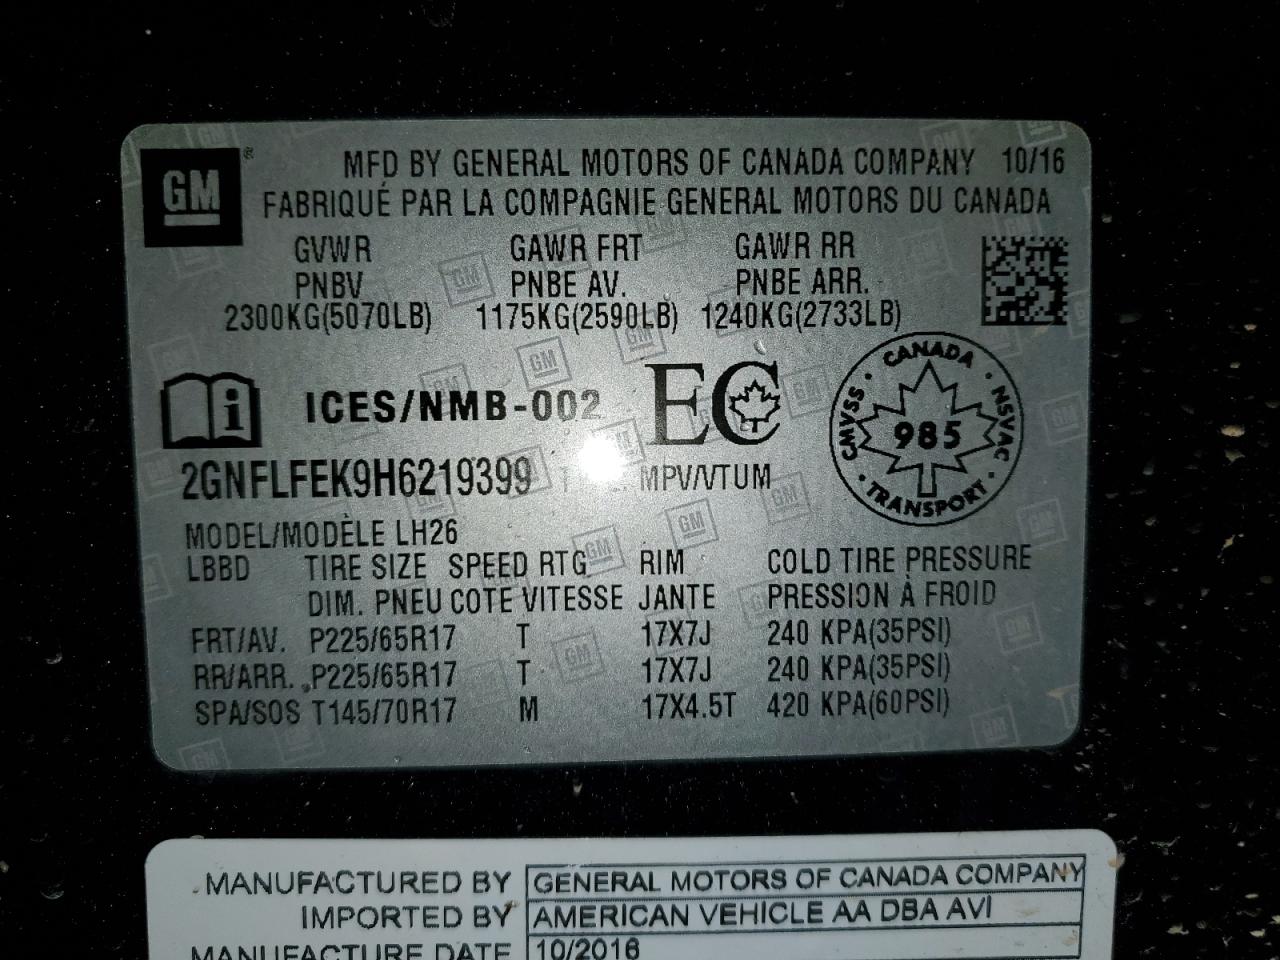 GM
MFD BY GENERAL MOTORS OF CANADA COMPANY 10/16
FABRIQUÉ PAR LA COMPAGNIE GENERAL MOTORS DU CANADA
GVWR GAWR FRT GAWR RR
PNBV PNBE AV. PNBE ARR.
2300KG(5070LB) 1175KG(2590LB) 1240KG(2733LB)
i ICES/NMB-002 EC
CANADA · NSVAC · TRANSPORT · CMVSS · 985
2GNFLFEK9H6219399 T MPV/VTUM
MODEL/MODÈLE LH26
LBBD TIRE SIZE SPEED RTG RIM COLD TIRE PRESSURE
DIM. PNEU COTE VITESSE JANTE PRESSION À FROID
FRT/AV. P225/65R17 T 17X7J 240 KPA(35PSI)
RR/ARR. P225/65R17 T 17X7J 240 KPA(35PSI)
SPA/SOS T145/70R17 M 17X4.5T 420 KPA(60PSI)
MANUFACTURED BY GENERAL MOTORS OF CANADA COMPANY
IMPORTED BY AMERICAN VEHICLE AA DBA AVI
MANUFACTURE DATE 10/2016